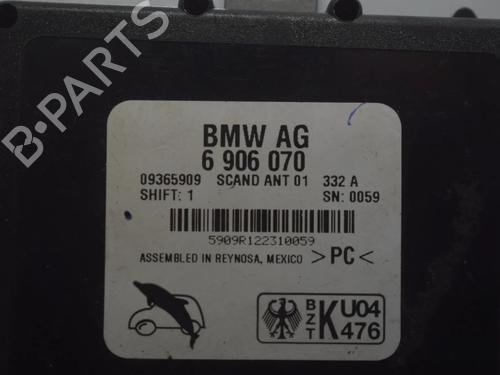 BMW AG
6 906 070
09365909 SCAND ANT 01 332 A
SHIFT: 1 SN: 0059
5909R122310059
ASSEMBLED IN REYNOSA, MEXICO >PC<
BZT K U04 476
B-PARTS